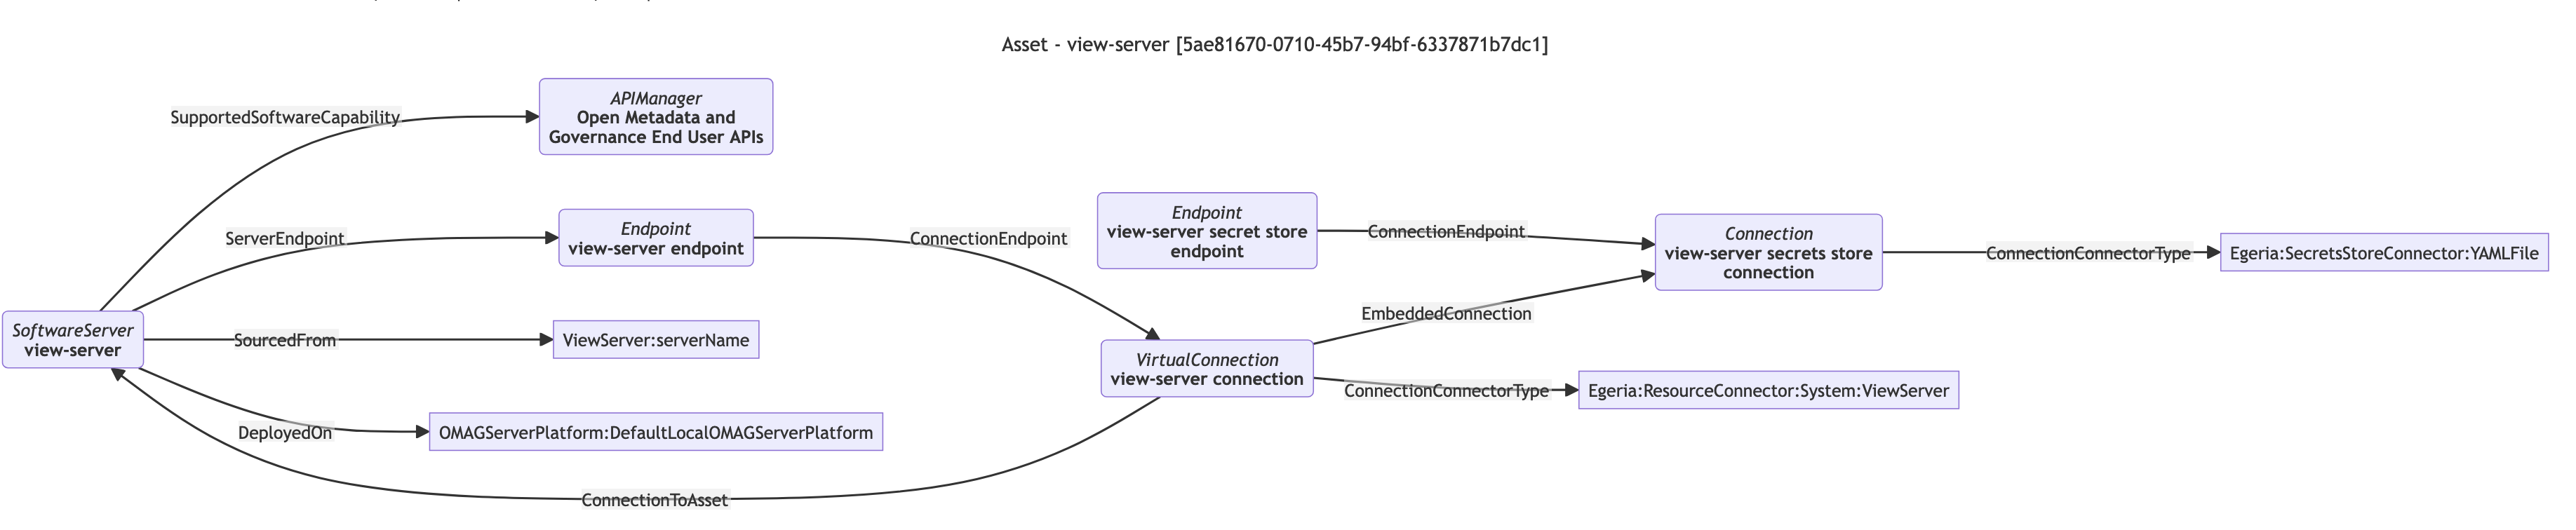 Asset - view-server [5ae81670-0710-45b7-94bf-6337871b7dc1]
SupportedSoftwareCapability
APIManager
Open Metadata and
Governance End User APIs
ServerEndpoint
Endpoint
view-server endpoint
ConnectionEndpoint
Endpoint
view-server secret store
endpoint
ConnectionEndpoint
Connection
view-server secrets store
connection
ConnectionConnectorType
Egeria:SecretsStoreConnector:YAMLFile
EmbeddedConnection
SoftwareServer
view-server
SourcedFrom
ViewServer:serverName
VirtualConnection
view-server connection
ConnectionConnectorType
Egeria:ResourceConnector:System:ViewServer
DeployedOn
OMAGServerPlatform:DefaultLocalOMAGServerPlatform
ConnectionToAsset